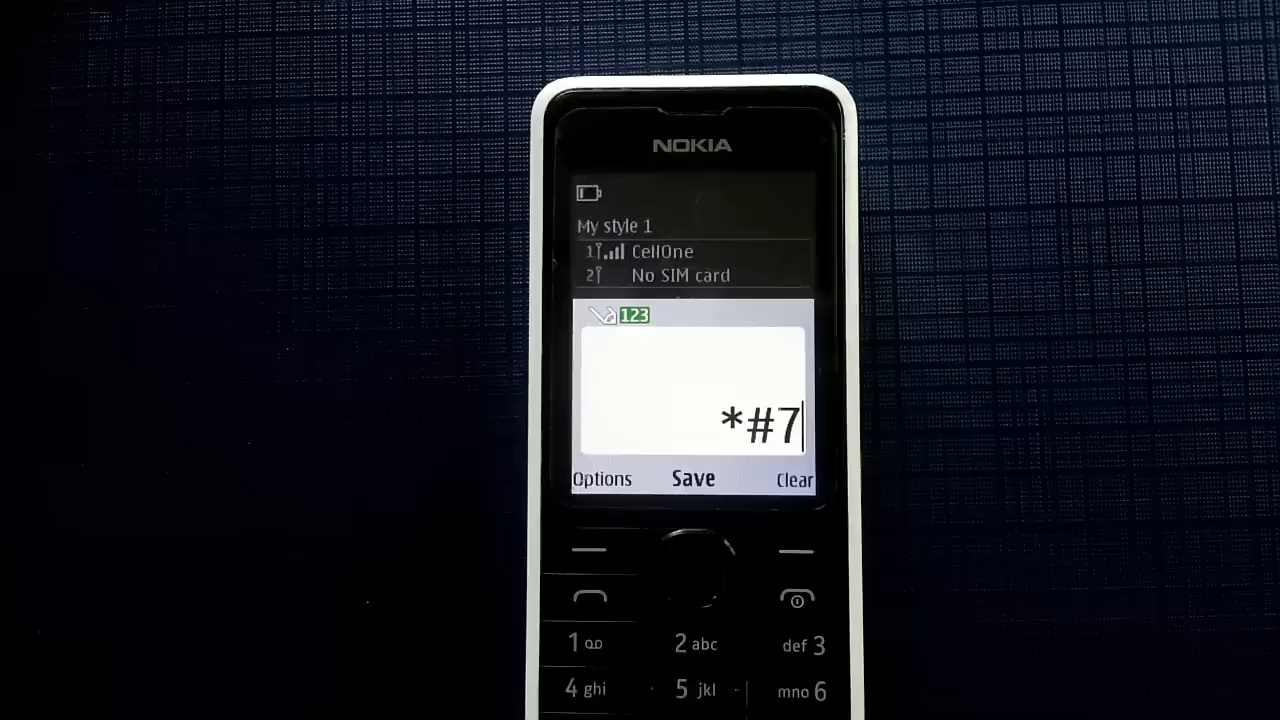 NOKIA
My style 1
1 CellOne
2 No SIM card
123
*#7
Options Save Clear
1 2 abc def 3
4 ghi 5 jkl mno 6